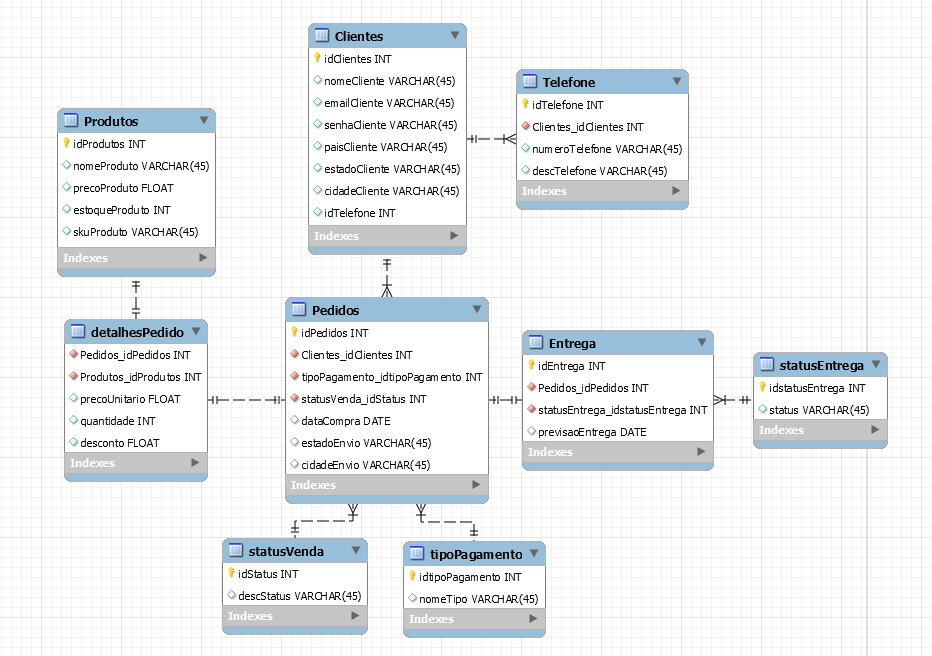 Clientes
idClientes INT
nomeCliente VARCHAR(45)
emailCliente VARCHAR(45)
senhaCliente VARCHAR(45)
paisCliente VARCHAR(45)
estadoCliente VARCHAR(45)
cidadeCliente VARCHAR(45)
idTelefone INT
Indexes
Telefone
idTelefone INT
Clientes_idClientes INT
numeroTelefone VARCHAR(45)
descTelefone VARCHAR(45)
Indexes
Produtos
idProdutos INT
nomeProduto VARCHAR(45)
precoProduto FLOAT
estoqueProduto INT
skuProduto VARCHAR(45)
Indexes
detalhesPedido
Pedidos_idPedidos INT
Produtos_idProdutos INT
precoUnitario FLOAT
quantidade INT
desconto FLOAT
Indexes
Pedidos
idPedidos INT
Clientes_idClientes INT
tipoPagamento_idtipoPagamento INT
statusVenda_idStatus INT
dataCompra DATE
estadoEnvio VARCHAR(45)
cidadeEnvio VARCHAR(45)
Indexes
Entrega
idEntrega INT
Pedidos_idPedidos INT
statusEntrega_idstatusEntrega INT
previsaoEntrega DATE
Indexes
statusEntrega
idstatusEntrega INT
status VARCHAR(45)
Indexes
statusVenda
idStatus INT
descStatus VARCHAR(45)
Indexes
tipoPagamento
idtipoPagamento INT
nomeTipo VARCHAR(45)
Indexes